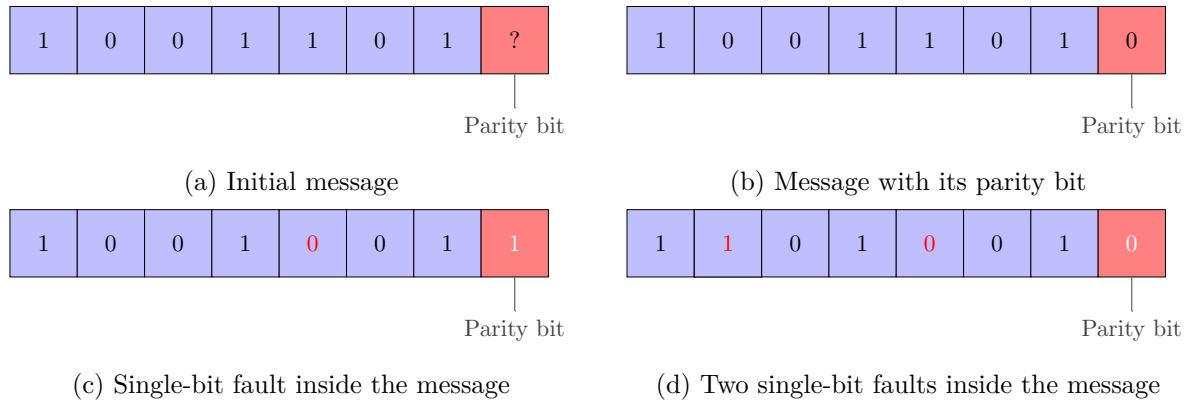 1 0 0 1 1 0 1 ?
Parity bit
(a) Initial message
1 0 0 1 1 0 1 0
Parity bit
(b) Message with its parity bit
1 0 0 1 0 0 1 1
Parity bit
(c) Single-bit fault inside the message
1 1 0 1 0 0 1 0
Parity bit
(d) Two single-bit faults inside the message